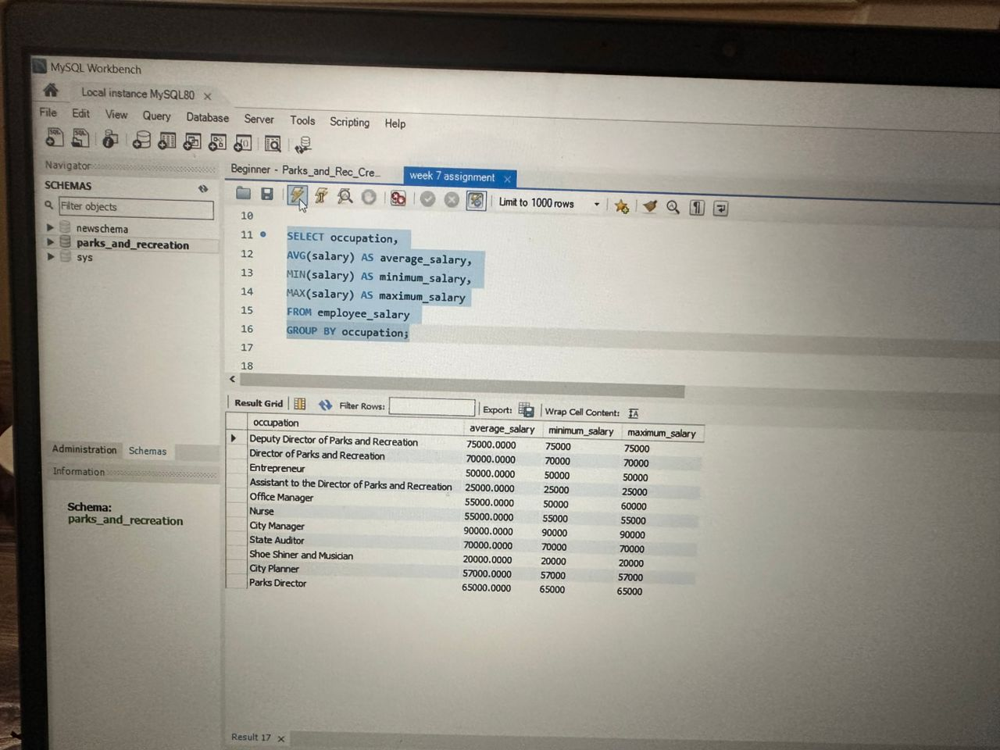 MySQL Workbench
Local instance MySQL80 ×
File Edit View Query Database Server Tools Scripting Help
Navigator
SCHEMAS
Filter objects
newschema
parks_and_recreation
sys
Administration Schemas
Information
Schema:
parks_and_recreation
Beginner - Parks_and_Rec_Cre... week 7 assignment ×
Limit to 1000 rows
10
11 SELECT occupation,
12 AVG(salary) AS average_salary,
13 MIN(salary) AS minimum_salary,
14 MAX(salary) AS maximum_salary
15 FROM employee_salary
16 GROUP BY occupation;
17
18
Result Grid Filter Rows: Export: Wrap Cell Content:
occupation average_salary minimum_salary maximum_salary
Deputy Director of Parks and Recreation 75000.0000 75000 75000
Director of Parks and Recreation 70000.0000 70000 70000
Entrepreneur 50000.0000 50000 50000
Assistant to the Director of Parks and Recreation 25000.0000 25000 25000
Office Manager 55000.0000 50000 60000
Nurse 55000.0000 55000 55000
City Manager 90000.0000 90000 90000
State Auditor 70000.0000 70000 70000
Shoe Shiner and Musician 20000.0000 20000 20000
City Planner 57000.0000 57000 57000
Parks Director 65000.0000 65000 65000
Result 17 ×